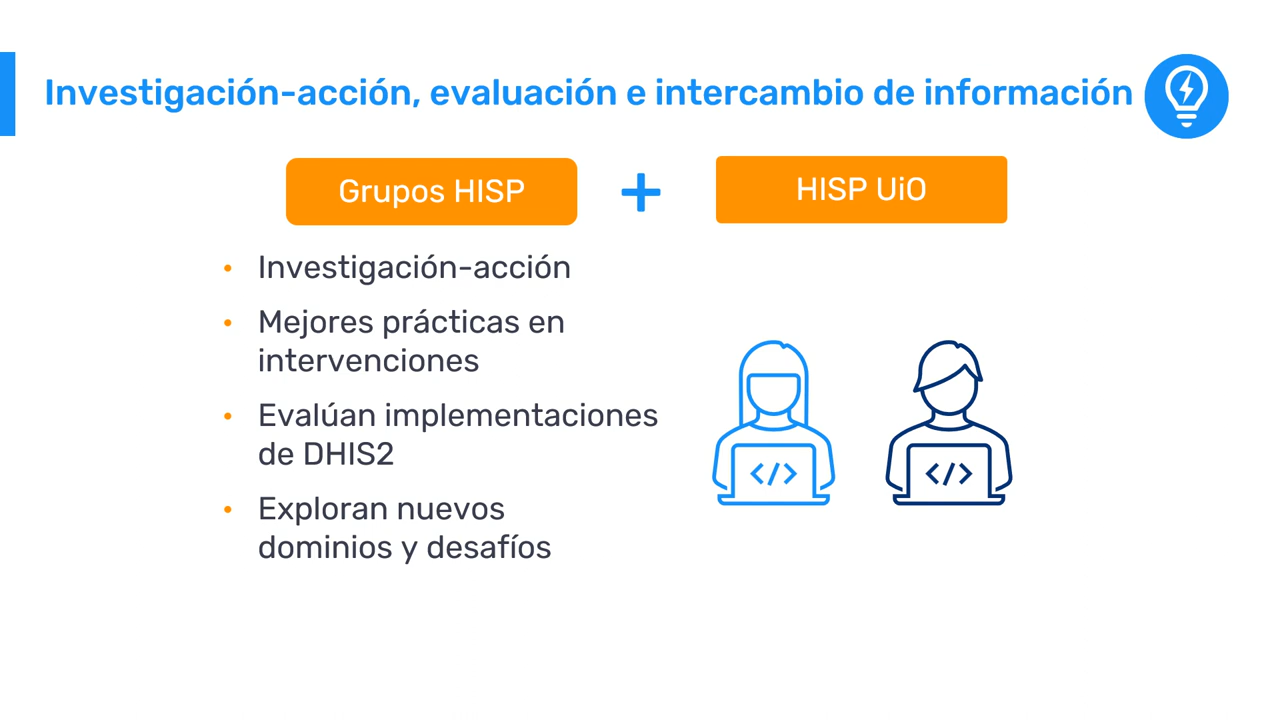 Investigación-acción, evaluación e intercambio de información
Grupos HISP
+
HISP UiO
• Investigación-acción
• Mejores prácticas en
intervenciones
• Evalúan implementaciones
de DHIS2
• Exploran nuevos
dominios y desafíos
</>
</>